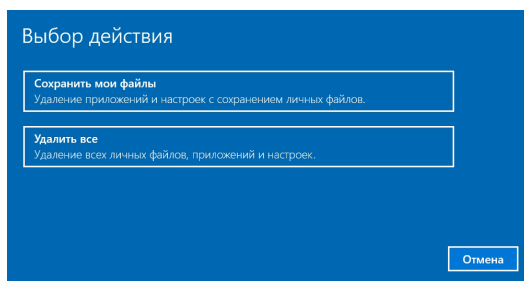 Выбор действия
Сохранить мои файлы
Удаление приложений и настроек с сохранением личных файлов.
Удалить все
Удаление всех личных файлов, приложений и настроек.
Отмена